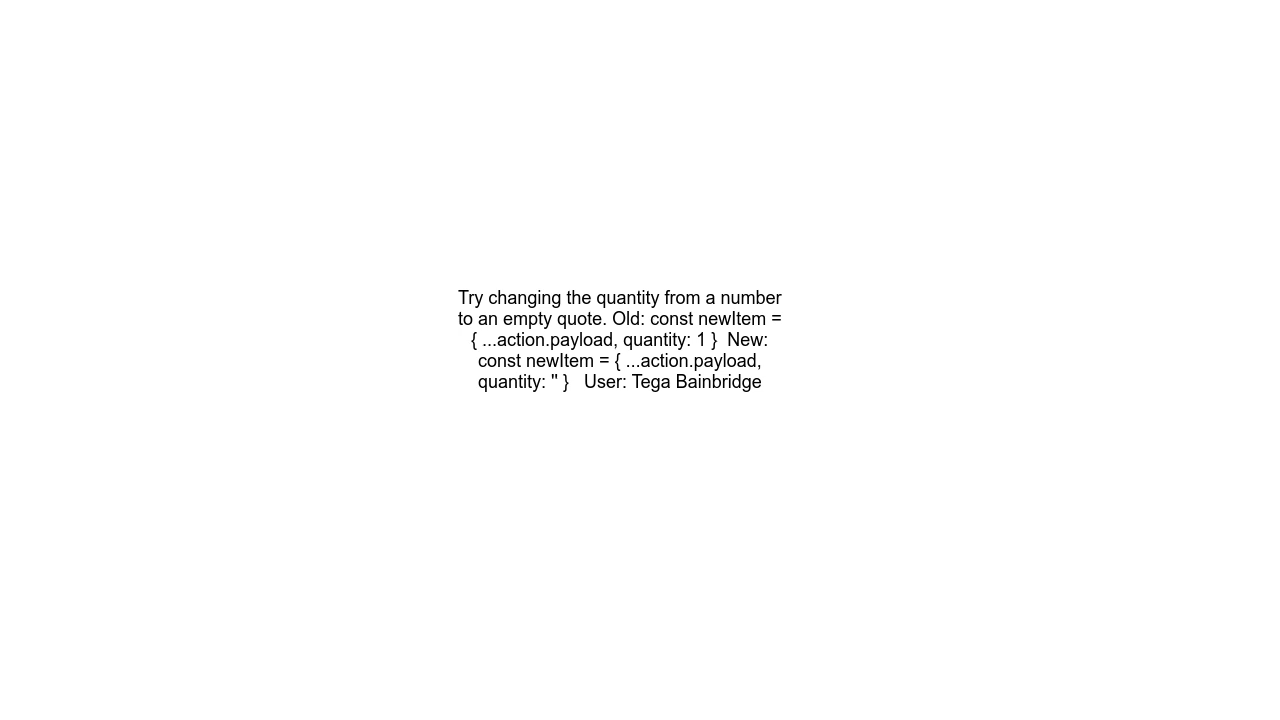 Try changing the quantity from a number
to an empty quote. Old: const newItem =
{ ...action.payload, quantity: 1 }  New:
const newItem = { ...action.payload,
quantity: '' }   User: Tega Bainbridge